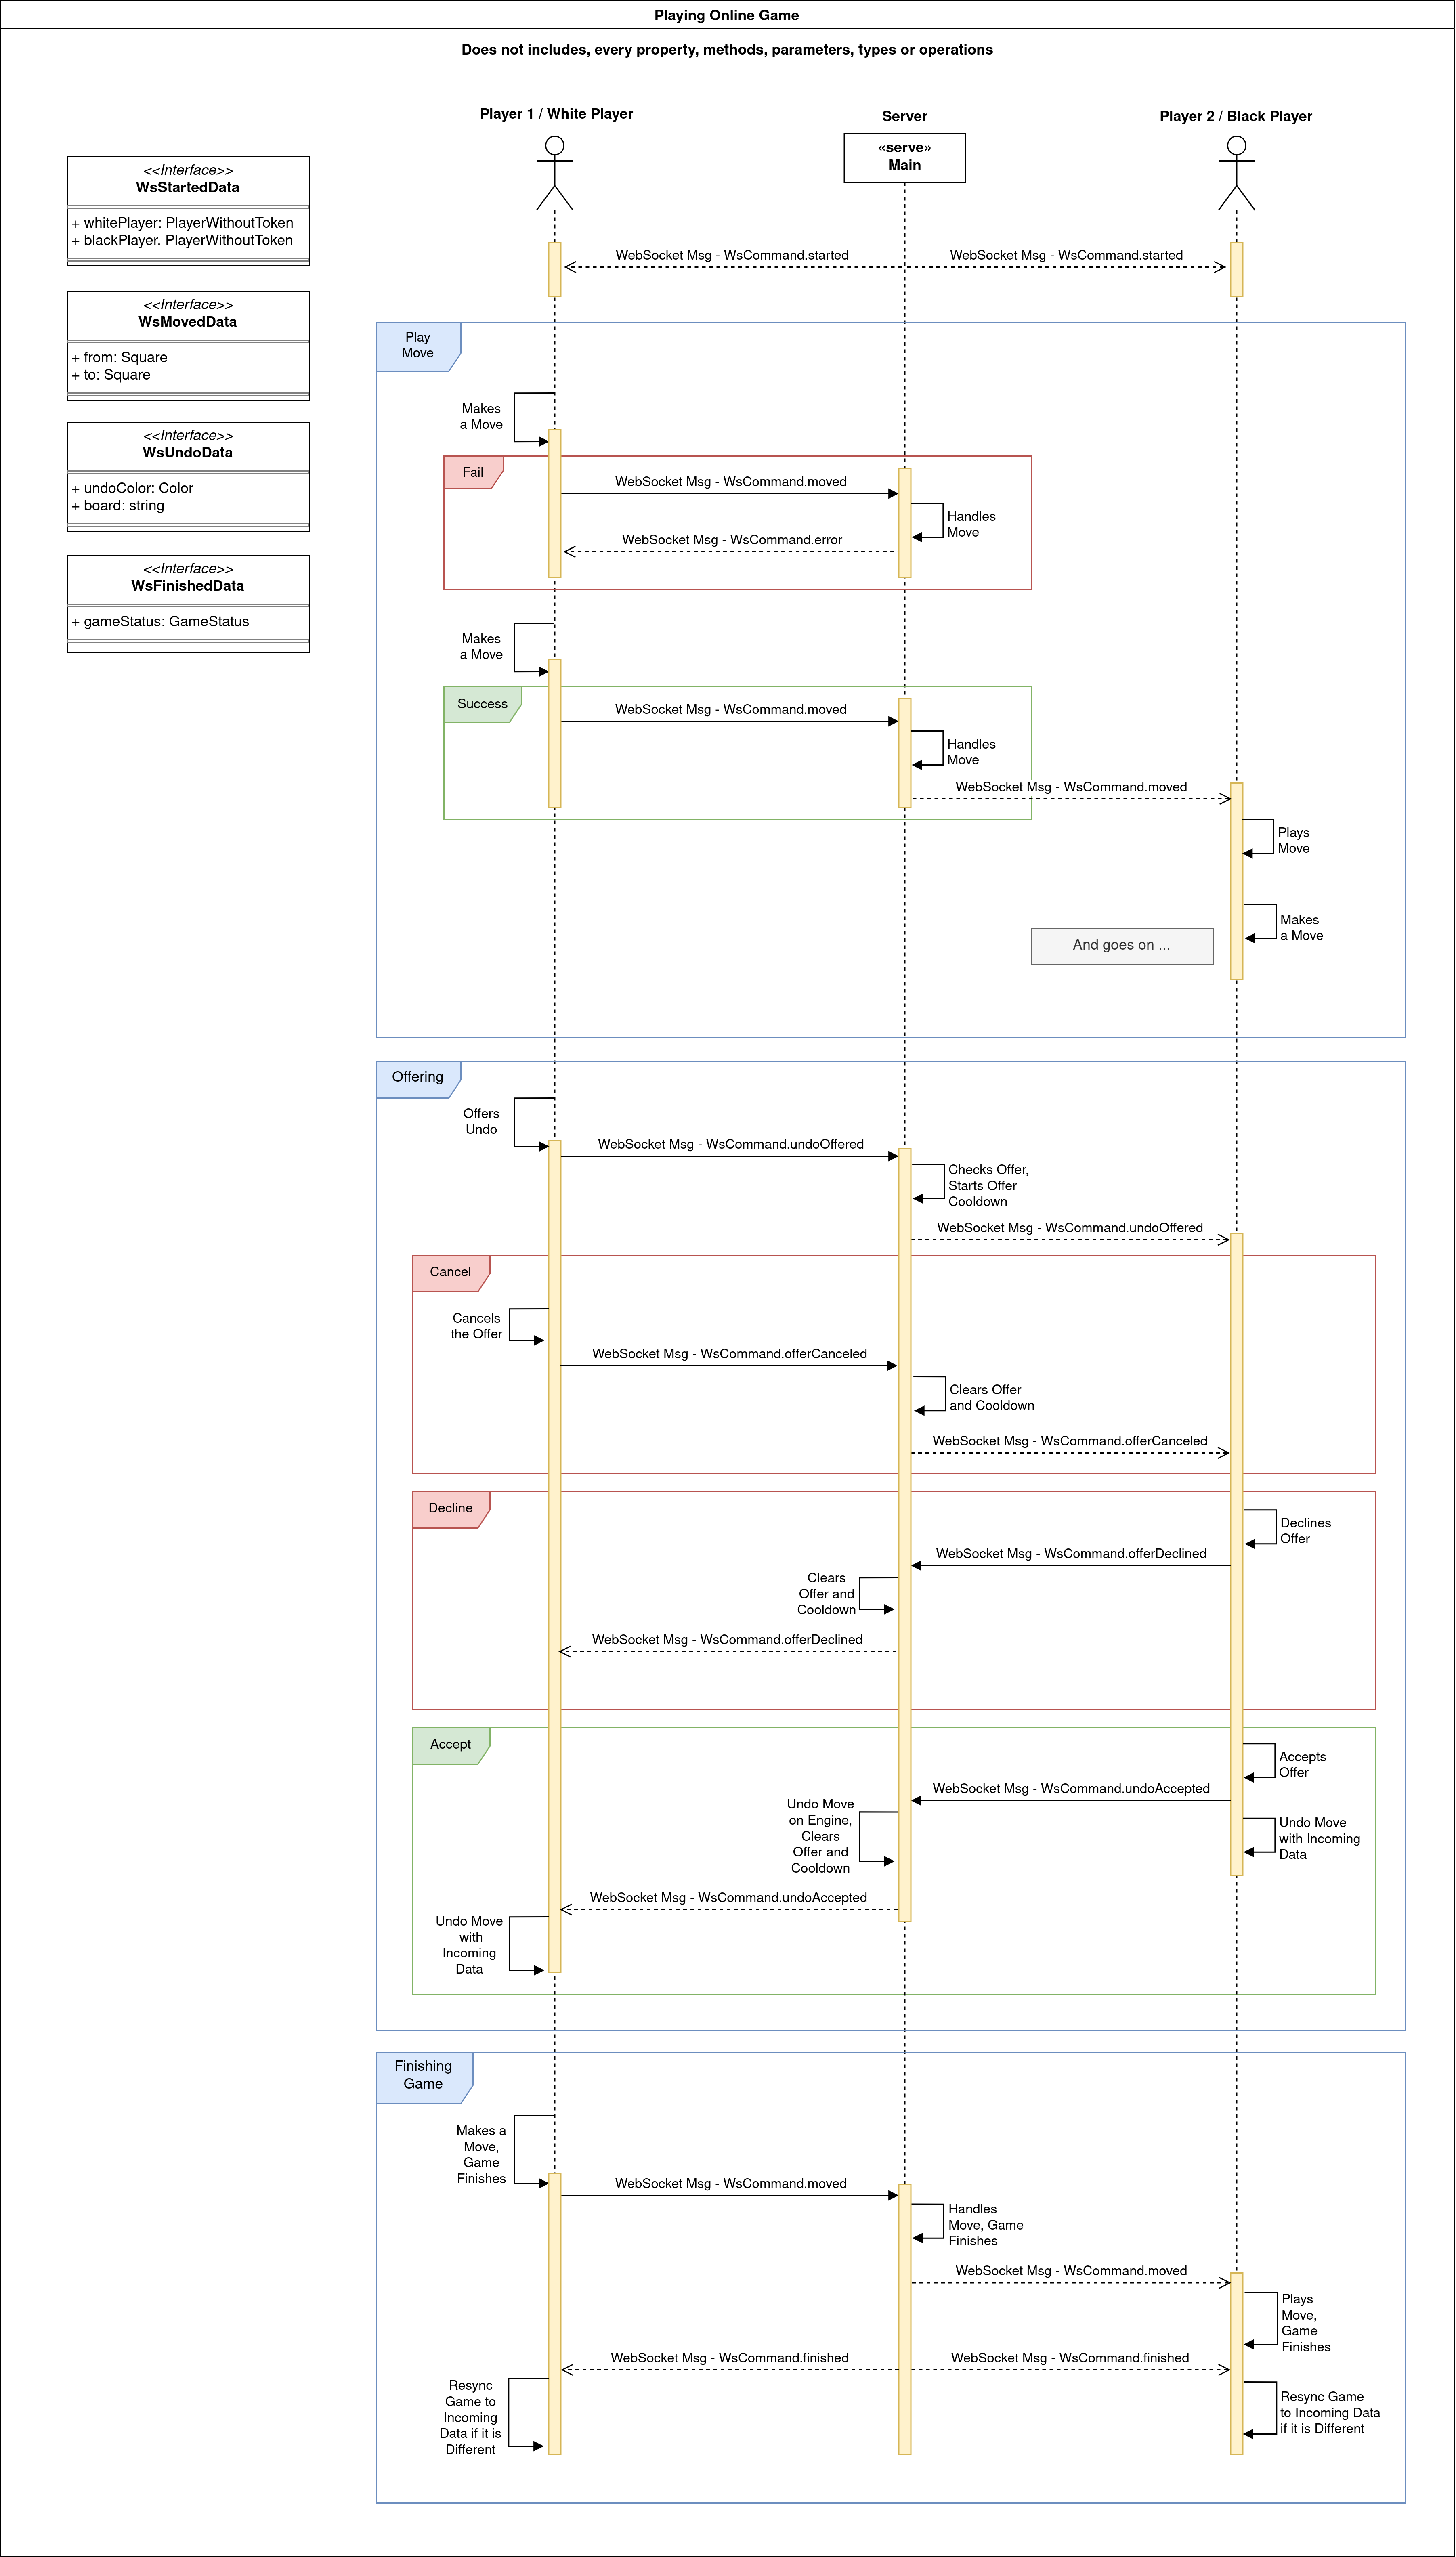 Playing Online Game
Does not includes, every property, methods, parameters, types or operations
Player 1 / White Player
Server
Player 2 / Black Player
«serve»
Main
<<Interface>>
WsStartedData
+ whitePlayer: PlayerWithoutToken
+ blackPlayer. PlayerWithoutToken
<<Interface>>
WsMovedData
+ from: Square
+ to: Square
<<Interface>>
WsUndoData
+ undoColor: Color
+ board: string
<<Interface>>
WsFinishedData
+ gameStatus: GameStatus
WebSocket Msg - WsCommand.started
WebSocket Msg - WsCommand.started
Play
Move
Makes
a Move
Fail
WebSocket Msg - WsCommand.moved
Handles
Move
WebSocket Msg - WsCommand.error
Makes
a Move
Success
WebSocket Msg - WsCommand.moved
Handles
Move
WebSocket Msg - WsCommand.moved
Plays
Move
Makes
a Move
And goes on ...
Offering
Offers
Undo
WebSocket Msg - WsCommand.undoOffered
Checks Offer,
Starts Offer
Cooldown
WebSocket Msg - WsCommand.undoOffered
Cancel
Cancels
the Offer
WebSocket Msg - WsCommand.offerCanceled
Clears Offer
and Cooldown
WebSocket Msg - WsCommand.offerCanceled
Decline
Declines
Offer
WebSocket Msg - WsCommand.offerDeclined
Clears
Offer and
Cooldown
WebSocket Msg - WsCommand.offerDeclined
Accept
Accepts
Offer
WebSocket Msg - WsCommand.undoAccepted
Undo Move
on Engine,
Clears
Offer and
Cooldown
Undo Move
with Incoming
Data
WebSocket Msg - WsCommand.undoAccepted
Undo Move
with
Incoming
Data
Finishing
Game
Makes a
Move,
Game
Finishes
WebSocket Msg - WsCommand.moved
Handles
Move, Game
Finishes
WebSocket Msg - WsCommand.moved
Plays
Move,
Game
Finishes
WebSocket Msg - WsCommand.finished
WebSocket Msg - WsCommand.finished
Resync
Game to
Incoming
Data if it is
Different
Resync Game
to Incoming Data
if it is Different